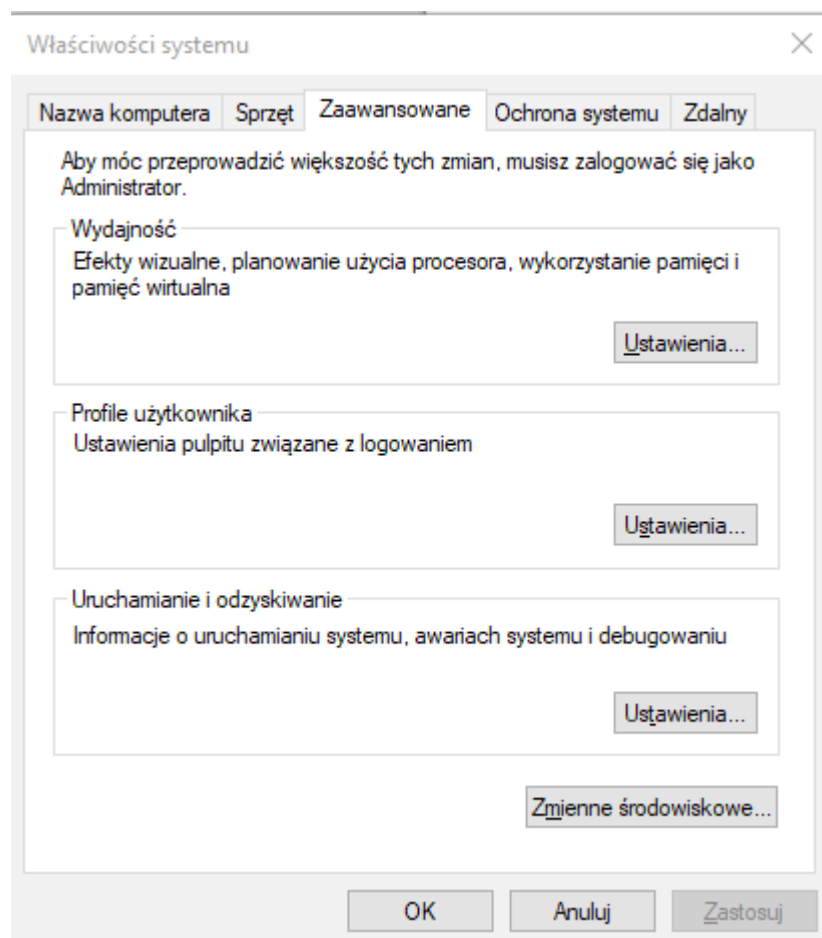 Właściwości systemu
Nazwa komputera Sprzęt Zaawansowane Ochrona systemu Zdalny
Aby móc przeprowadzić większość tych zmian, musisz zalogować się jako
Administrator.
Wydajność
Efekty wizualne, planowanie użycia procesora, wykorzystanie pamięci i
pamięć wirtualna
Ustawienia...
Profile użytkownika
Ustawienia pulpitu związane z logowaniem
Ustawienia...
Uruchamianie i odzyskiwanie
Informacje o uruchamianiu systemu, awariach systemu i debugowaniu
Ustawienia...
Zmienne środowiskowe...
OK Anuluj Zastosuj